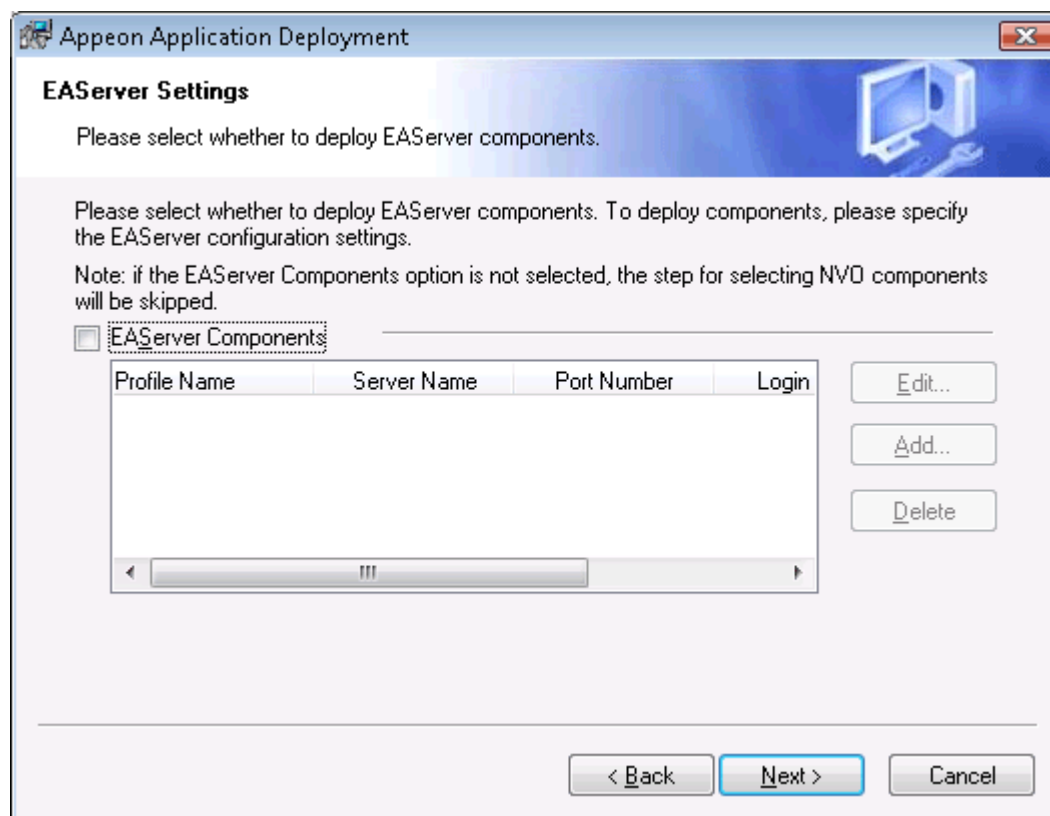 Appeon Application Deployment
EAServer Settings
Please select whether to deploy EAServer components.
Please select whether to deploy EAServer components. To deploy components, please specify
the EAServer configuration settings.
Note: if the EAServer Components option is not selected, the step for selecting NVO components
will be skipped.
EAServer Components
Profile Name Server Name Port Number Login
Edit...
Add...
Delete
< Back Next > Cancel